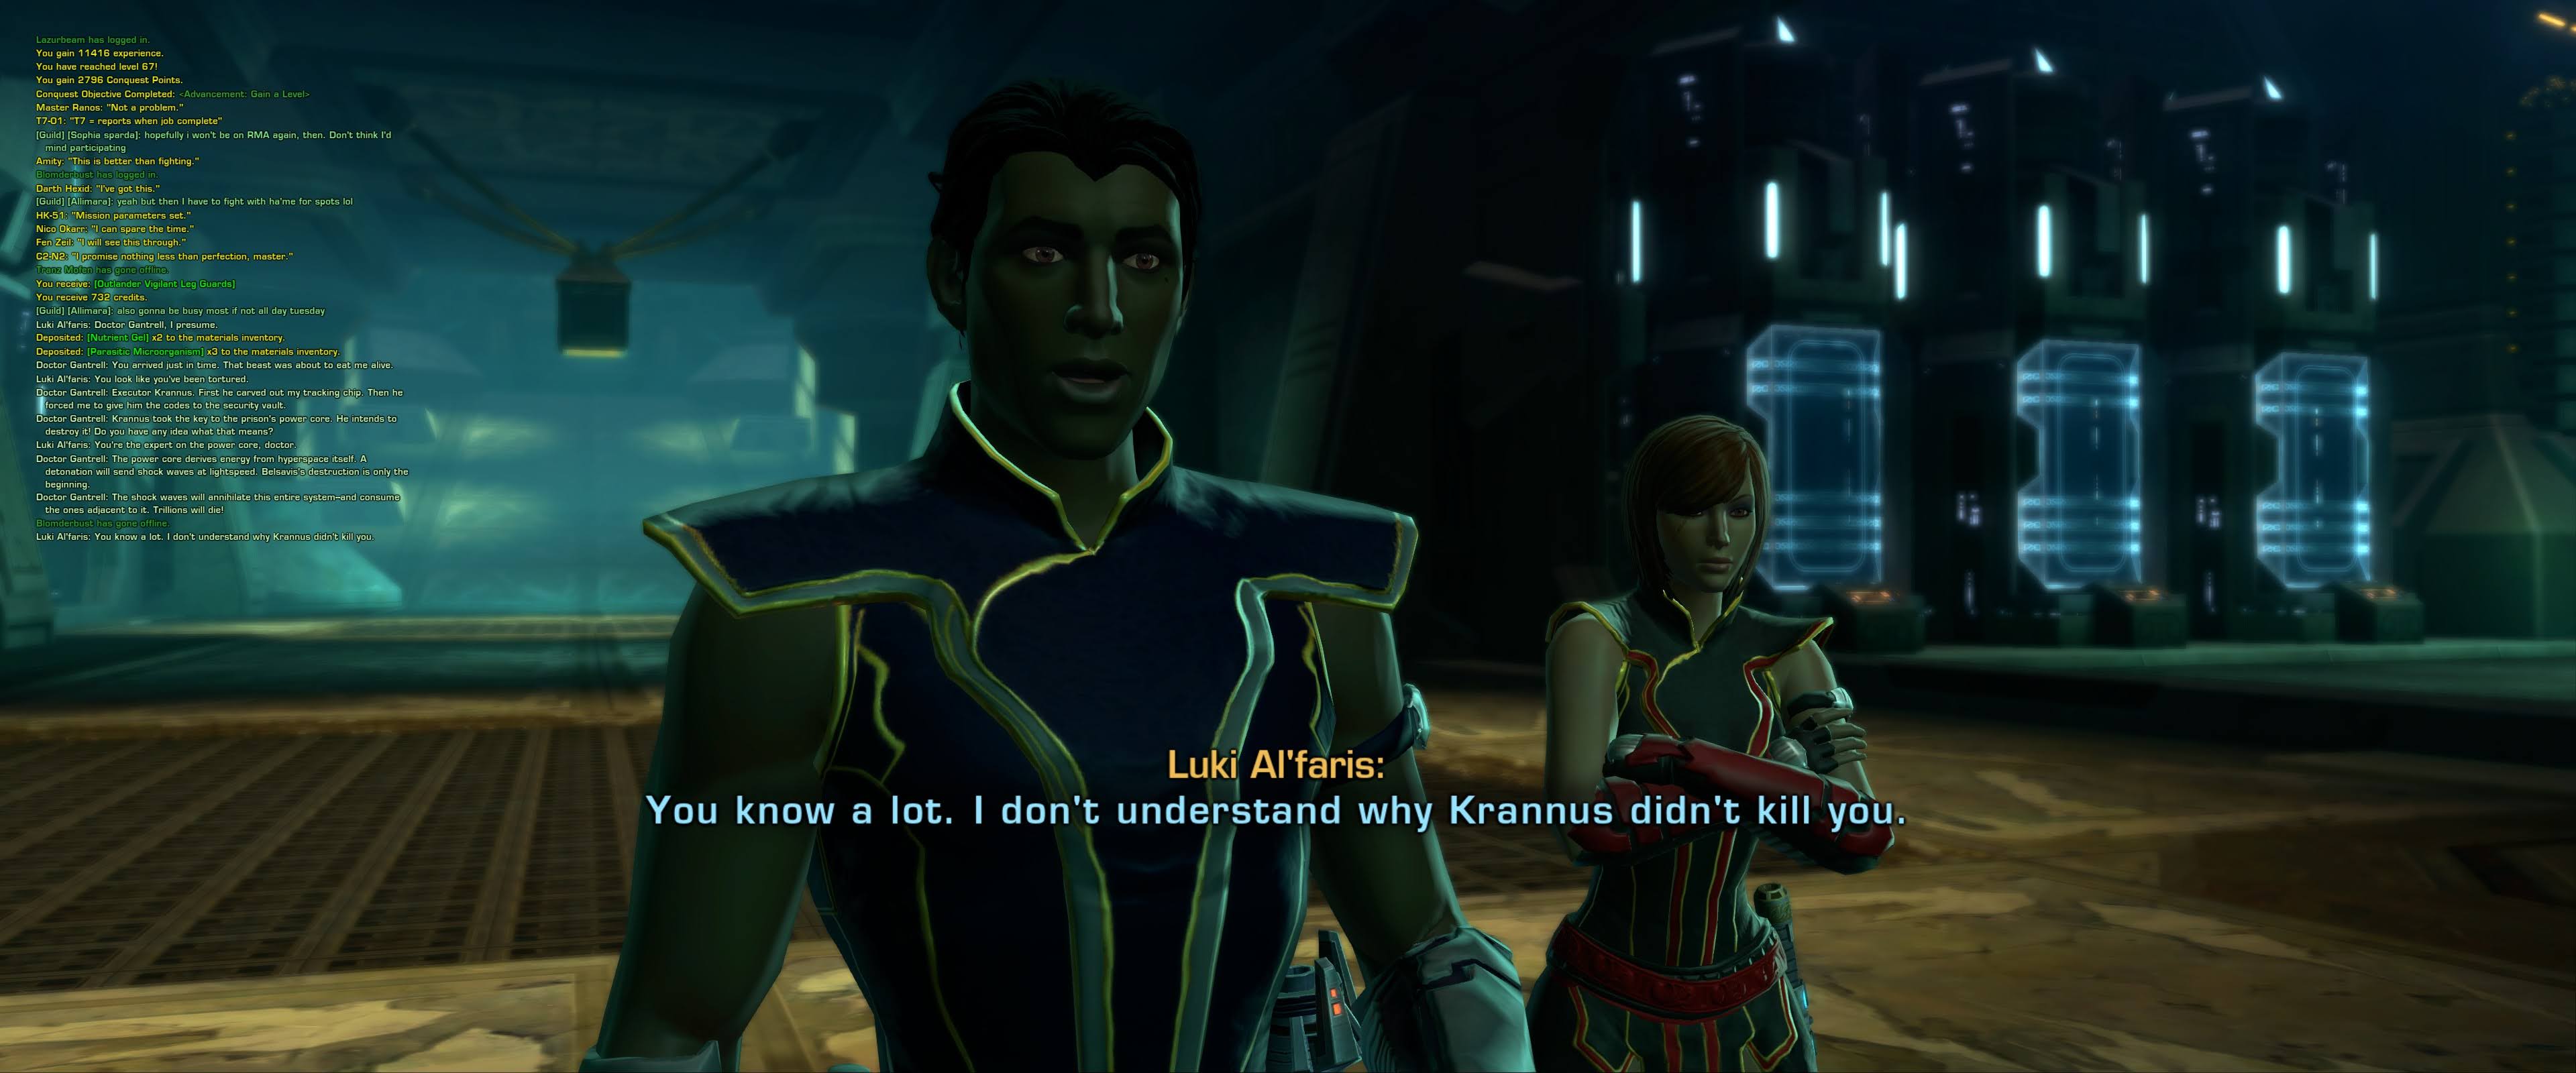 Lazurbeam has logged in.
You gain 11416 experience.
You have reached level 67!
You gain 2796 Conquest Points.
Conquest Objective Completed: <Advancement: Gain a Level>
Master Ranos: "Not a problem."
T7-01: "T7 = reports when job complete"
[Guild] [Sophia sparda]: hopefully i won't be on RMA again, then. Don't think I'd
mind participating
Amity: "This is better than fighting."
Blomderbust has logged in.
Darth Hexid: "I've got this."
[Guild] [Allimara]: yeah but then I have to fight with ha'me for spots lol
HK-51: "Mission parameters set."
Nico Okarr: "I can spare the time."
Fen Zeil: "I will see this through."
C2-N2: "I promise nothing less than perfection, master."
Tranz Mofen has gone offline.
You receive: [Outlander Vigilant Leg Guards]
You receive 732 credits.
[Guild] [Allimara]: also gonna be busy most if not all day tuesday
Luki Al'faris: Doctor Gantrell, I presume.
Deposited: [Nutrient Gel] x2 to the materials inventory.
Deposited: [Parasitic Microorganism] x3 to the materials inventory.
Doctor Gantrell: You arrived just in time. That beast was about to eat me alive.
Luki Al'faris: You look like you've been tortured.
Doctor Gantrell: Executor Krannus. First he carved out my tracking chip. Then he
forced me to give him the codes to the security vault.
Doctor Gantrell: Krannus took the key to the prison's power core. He intends to
destroy it! Do you have any idea what that means?
Luki Al'faris: You're the expert on the power core, doctor.
Doctor Gantrell: The power core derives energy from hyperspace itself. A
detonation will send shock waves at lightspeed. Belsavis's destruction is only the
beginning.
Doctor Gantrell: The shock waves will annihilate this entire system–and consume
the ones adjacent to it. Trillions will die!
Blomderbust has gone offline.
Luki Al'faris: You know a lot. I don't understand why Krannus didn't kill you.
Luki Al'faris:
You know a lot. I don't understand why Krannus didn't kill you.